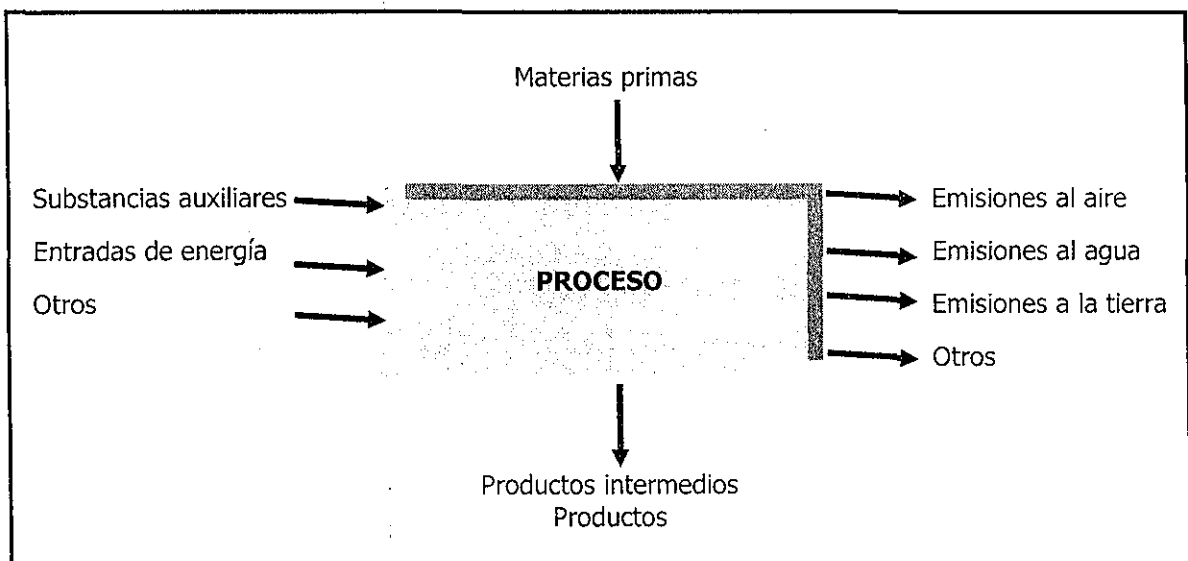 Materias primas
Substancias auxiliares
Entradas de energía
Otros
PROCESO
Emisiones al aire
Emisiones al agua
Emisiones a la tierra
Otros
Productos intermedios
Productos